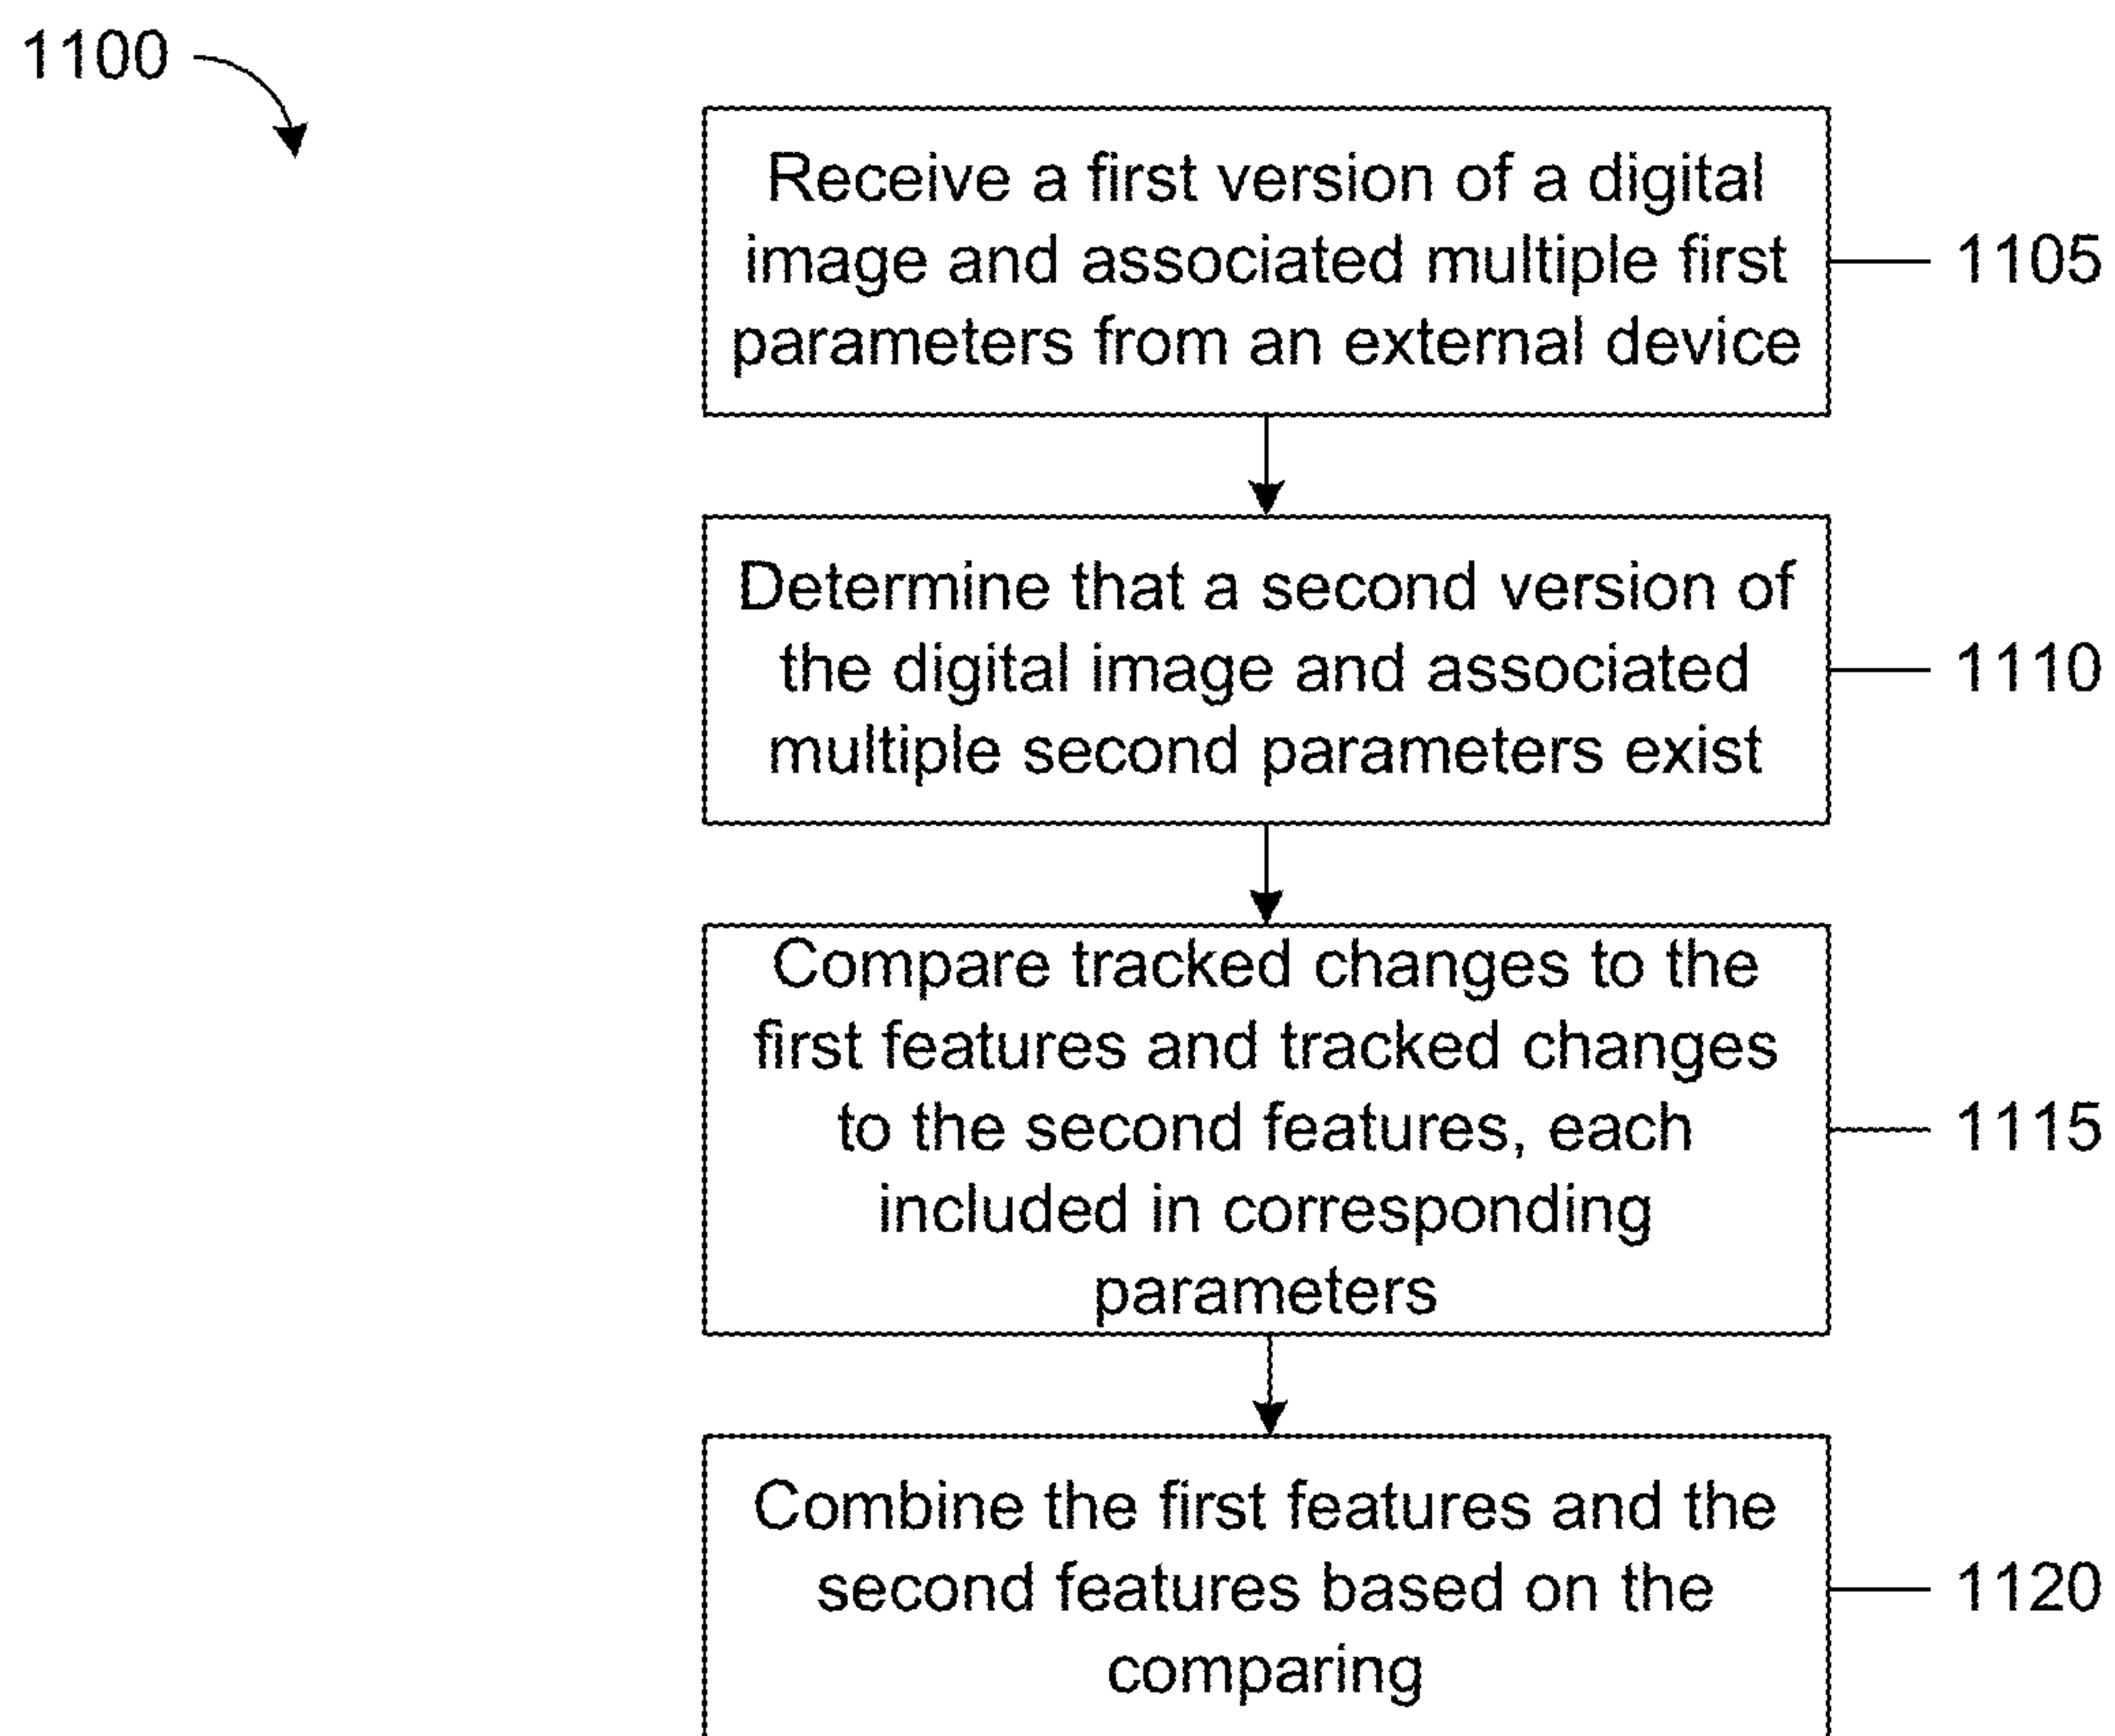 1100
Receive a first version of a digital
image and associated multiple first
parameters from an external device
1105
Determine that a second version of
the digital image and associated
multiple second parameters exist
1110
Compare tracked changes to the
first features and tracked changes
to the second features, each
included in corresponding
parameters
1115
Combine the first features and the
second features based on the
comparing
1120